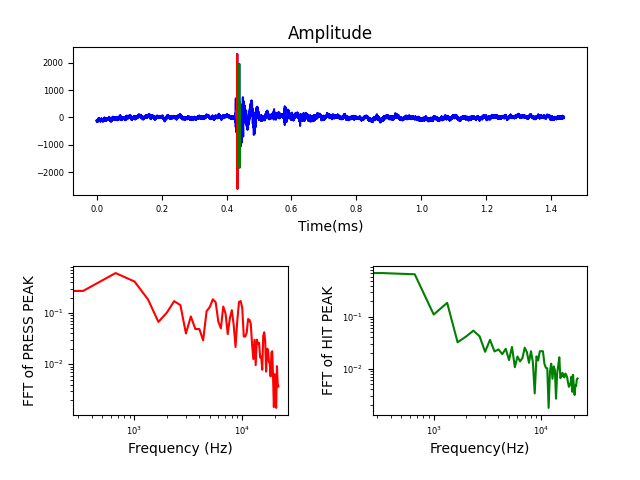 Amplitude
2000
1000
0
−1000
−2000
0.0 0.2 0.4 0.6 0.8 1.0 1.2 1.4
Time(ms)
FFT of PRESS PEAK
10⁻¹
10⁻²
10³ 10⁴
Frequency (Hz)
FFT of HIT PEAK
10⁻¹
10⁻²
10³ 10⁴
Frequency(Hz)